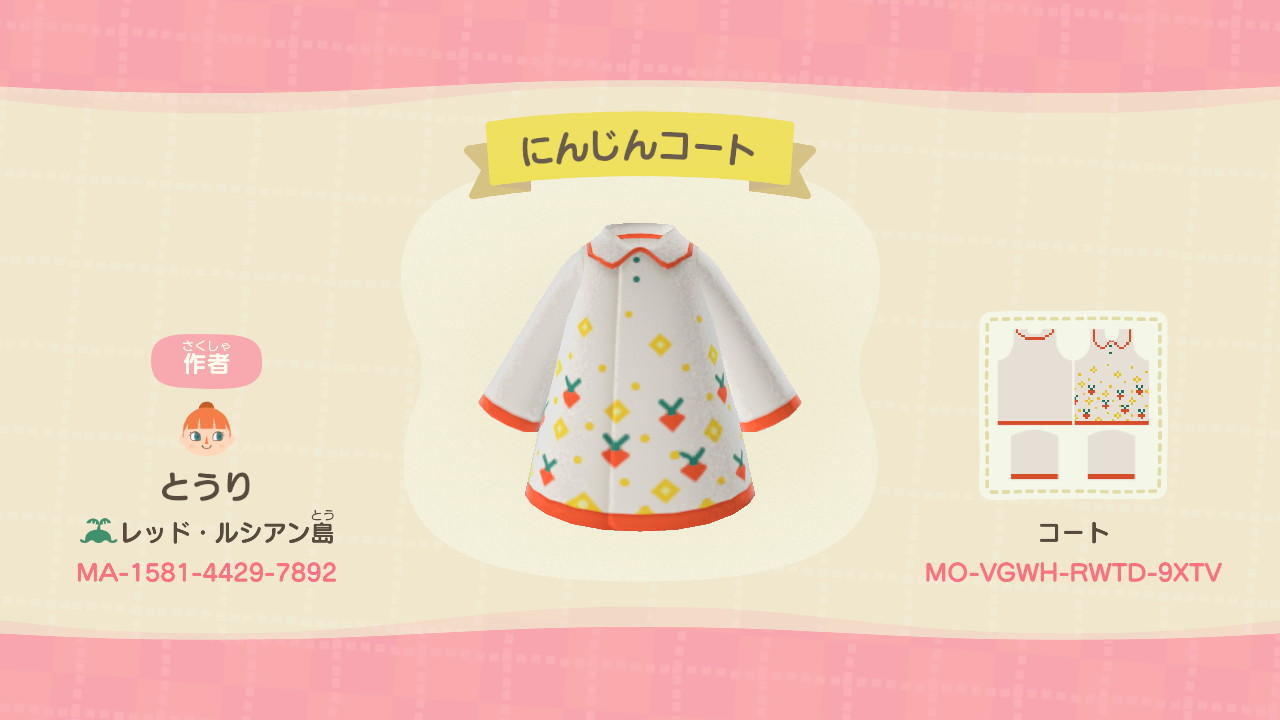 にんじんコート
さくしゃ
作者
とうり
とう
レッド・ルシアン島
MA-1581-4429-7892
コート
MO-VGWH-RWTD-9XTV